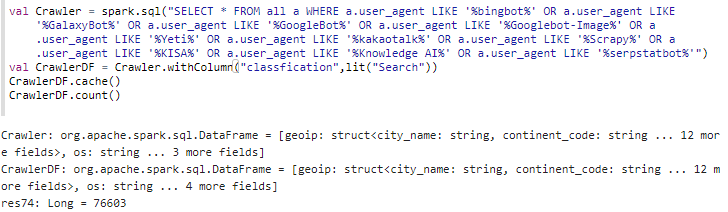 val Crawler = spark.sql("SELECT * FROM all a WHERE a.user_agent LIKE '%bingbot%' OR a.user_agent LIKE
'%GalaxyBot%' OR a.user_agent LIKE '%GoogleBot%' OR a.user_agent LIKE '%Googlebot-Image%' OR a
.user_agent LIKE '%Yeti%' OR a.user_agent LIKE '%kakaotalk%' OR a.user_agent LIKE '%Scrapy%' OR a
.user_agent LIKE '%KISA%' OR a.user_agent LIKE '%Knowledge AI%' OR a.user_agent LIKE '%serpstatbot%'")
val CrawlerDF = Crawler.withColumn("classfication",lit("Search"))
CrawlerDF.cache()
CrawlerDF.count()
Crawler: org.apache.spark.sql.DataFrame = [geoip: struct<city_name: string, continent_code: string ... 12 mor
e fields>, os: string ... 3 more fields]
CrawlerDF: org.apache.spark.sql.DataFrame = [geoip: struct<city_name: string, continent_code: string ... 12 m
ore fields>, os: string ... 4 more fields]
res74: Long = 76603